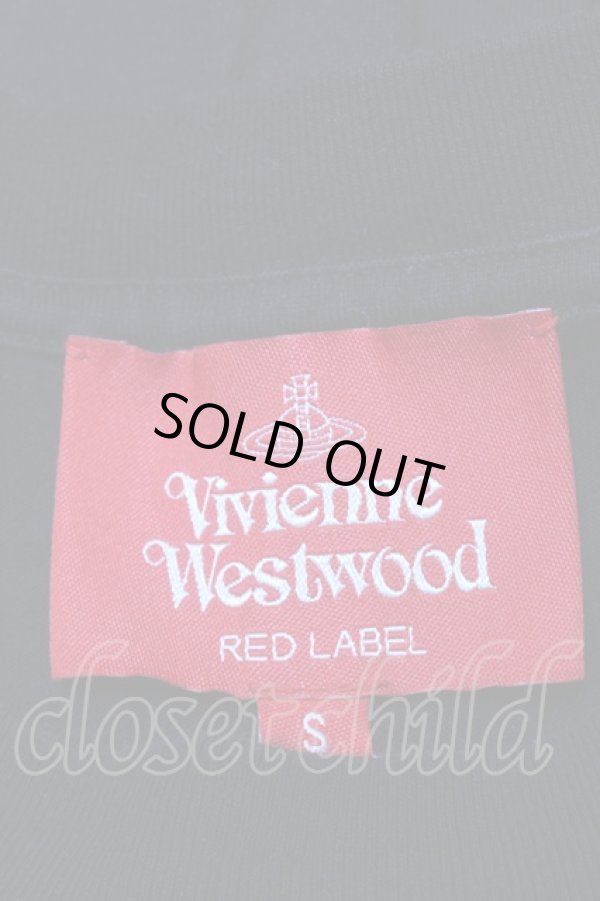 SOLD OUT
Vivienne
Westwood
RED LABEL
closetchild
S